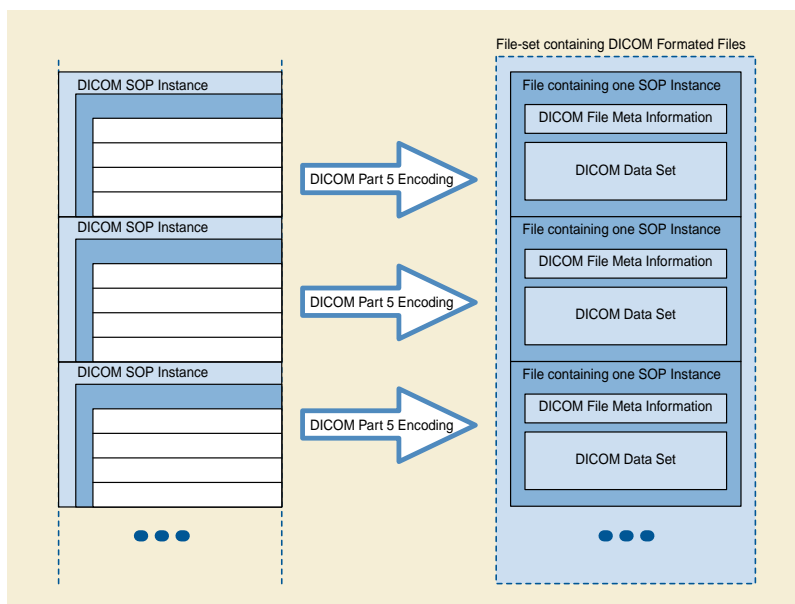 File-set containing DICOM Formated Files
DICOM SOP Instance
DICOM Part 5 Encoding
File containing one SOP Instance
DICOM File Meta Information
DICOM Data Set
DICOM SOP Instance
DICOM Part 5 Encoding
File containing one SOP Instance
DICOM File Meta Information
DICOM Data Set
DICOM SOP Instance
DICOM Part 5 Encoding
File containing one SOP Instance
DICOM File Meta Information
DICOM Data Set